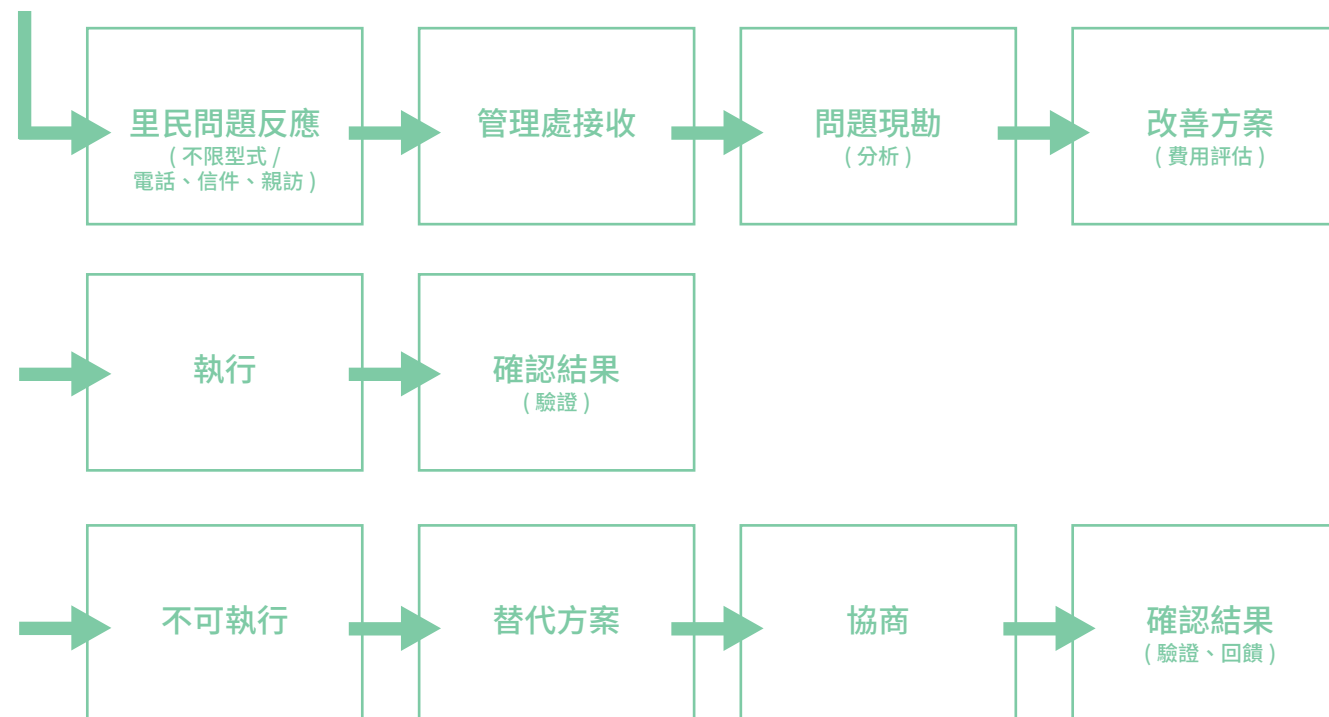 里民問題反應
( 不限型式 /
電話、信件、親訪 )
管理處接收
問題現勘
( 分析 )
改善方案
( 費用評估 )
執行
確認結果
( 驗證 )
不可執行
替代方案
協商
確認結果
( 驗證、回饋 )